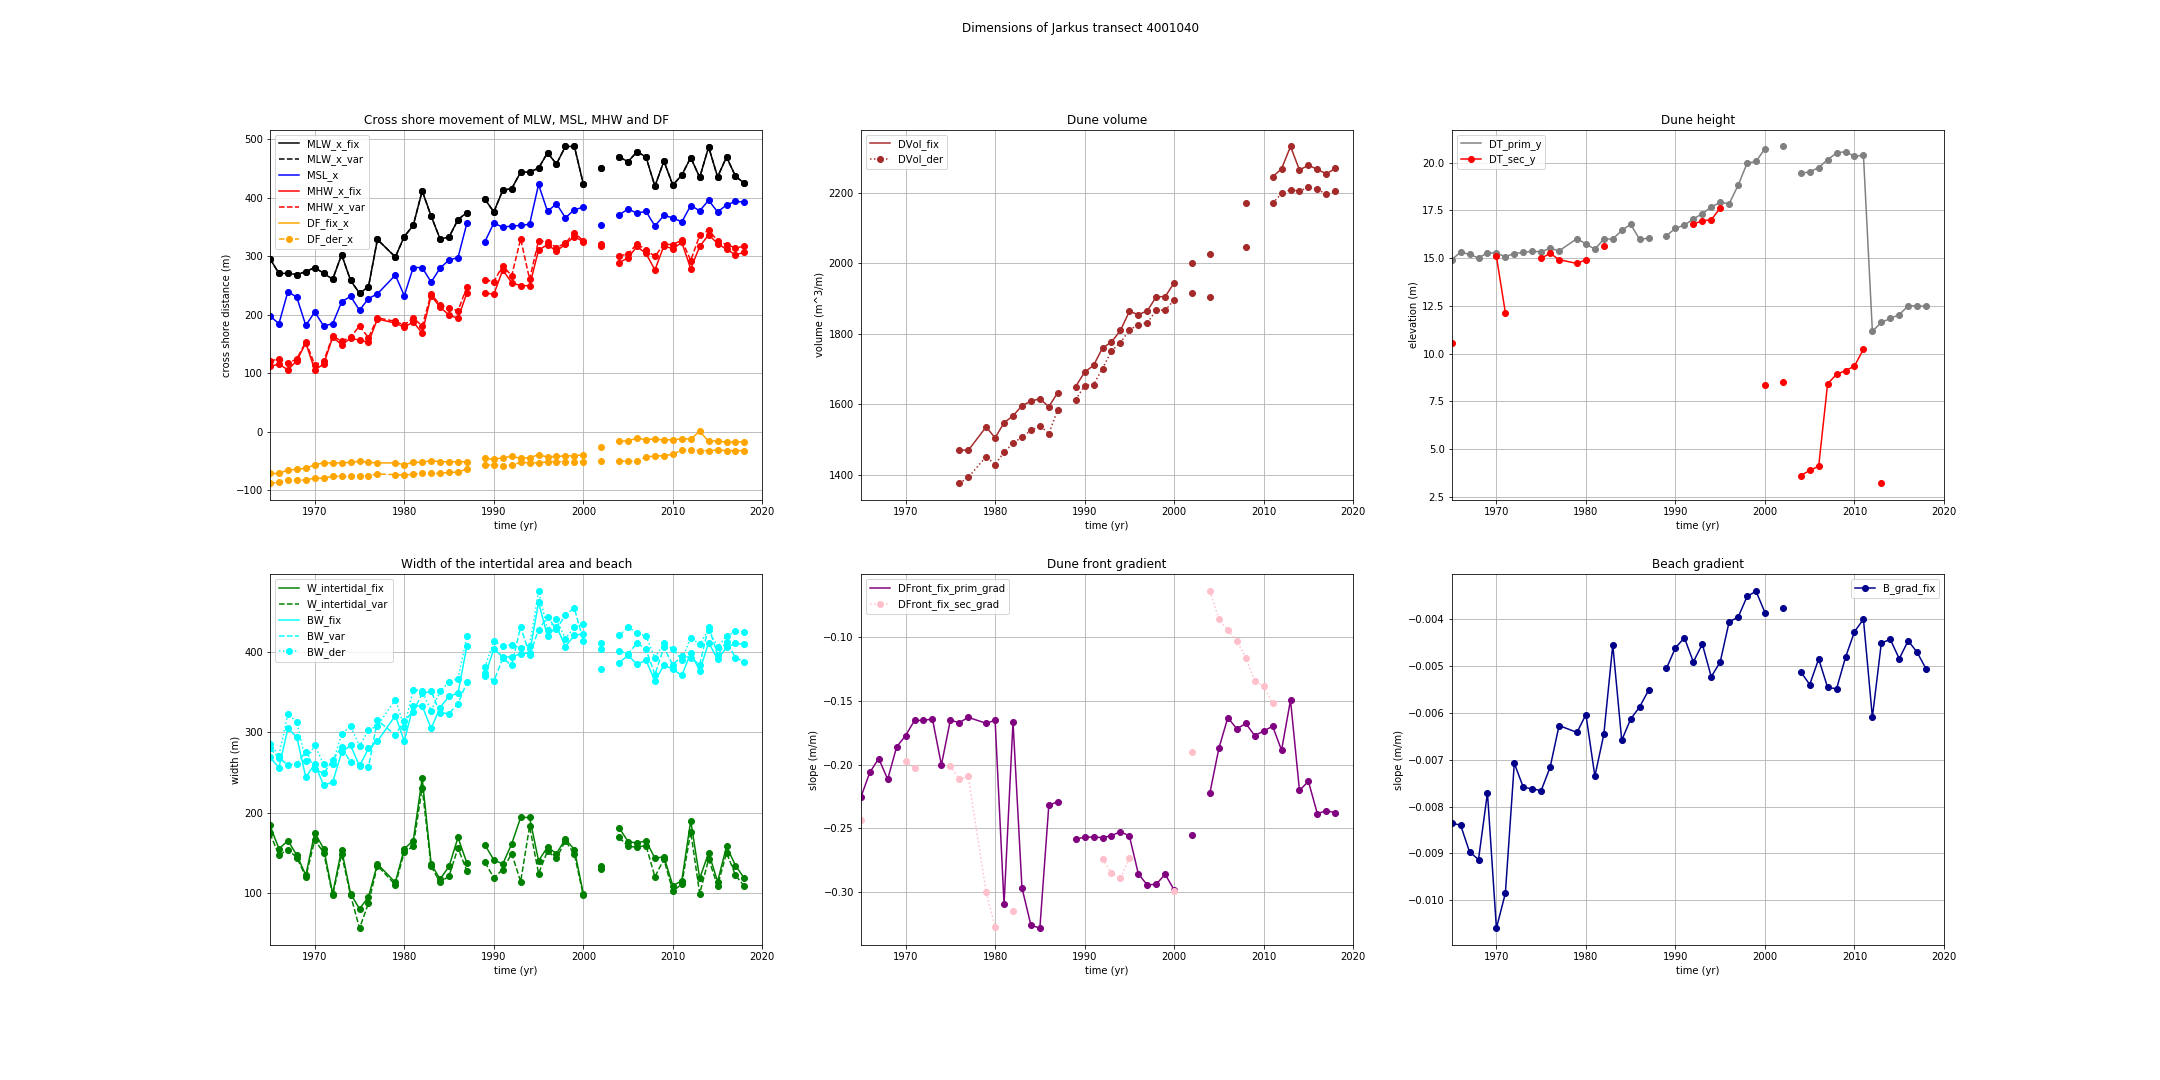 Dimensions of Jarkus transect 4001040
Cross shore movement of MLW, MSL, MHW and DF
MLW_x_fix
MLW_x_var
MSL_x
MHW_x_fix
MHW_x_var
DF_fix_x
DF_der_x
500
400
300
200
100
0
−100
cross shore distance (m)
1970 1980 1990 2000 2010 2020
time (yr)
Dune volume
DVol_fix
DVol_der
2200
2000
1800
1600
1400
volume (m^3/m)
1970 1980 1990 2000 2010 2020
time (yr)
Dune height
DT_prim_y
DT_sec_y
20.0
17.5
15.0
12.5
10.0
7.5
5.0
2.5
elevation (m)
1970 1980 1990 2000 2010 2020
time (yr)
Width of the intertidal area and beach
W_intertidal_fix
W_intertidal_var
BW_fix
BW_var
BW_der
400
300
200
100
width (m)
1970 1980 1990 2000 2010 2020
time (yr)
Dune front gradient
DFront_fix_prim_grad
DFront_fix_sec_grad
−0.10
−0.15
−0.20
−0.25
−0.30
slope (m/m)
1970 1980 1990 2000 2010 2020
time (yr)
Beach gradient
B_grad_fix
−0.004
−0.005
−0.006
−0.007
−0.008
−0.009
−0.010
slope (m/m)
1970 1980 1990 2000 2010 2020
time (yr)